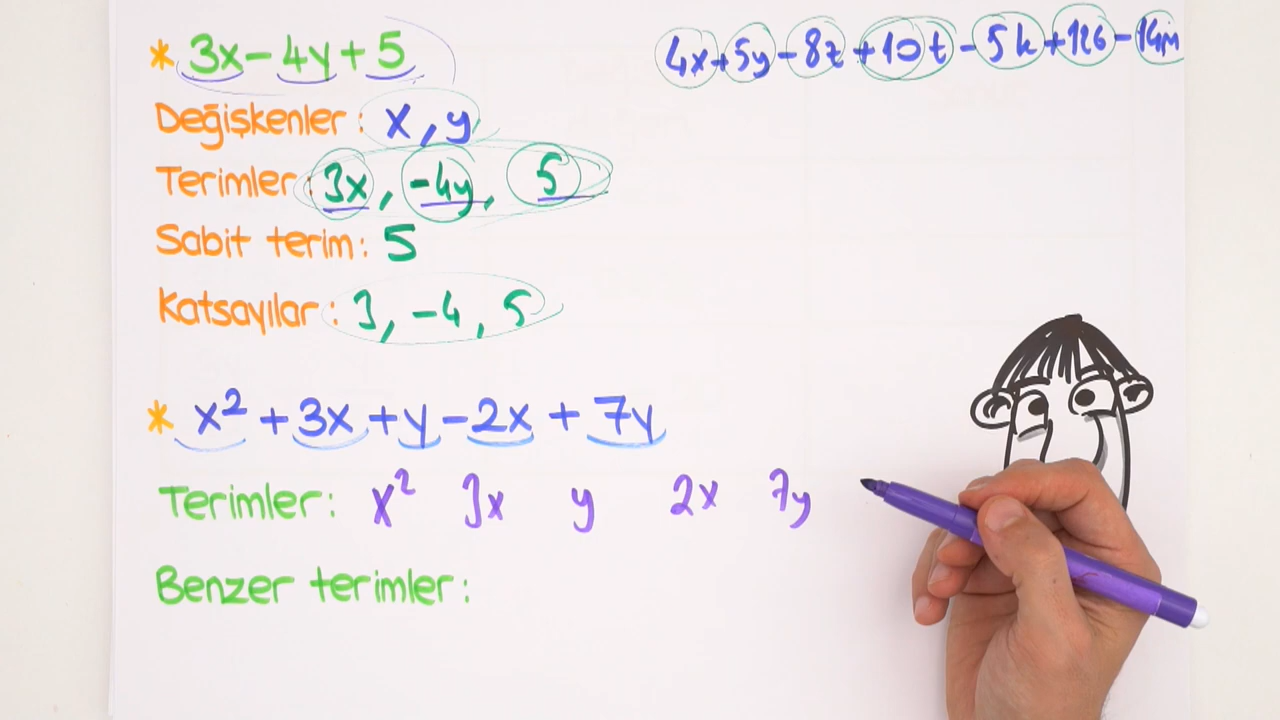 * 3x - 4y + 5
Değişkenler: x, y
Terimler: 3x, -4y, 5
Sabit terim: 5
Katsayılar: 3, -4, 5
4x + 5y - 8z + 10t - 5k + 12b - 14m
* x² + 3x + y - 2x + 7y
Terimler: x² 3x y 2x 7y
Benzer terimler: